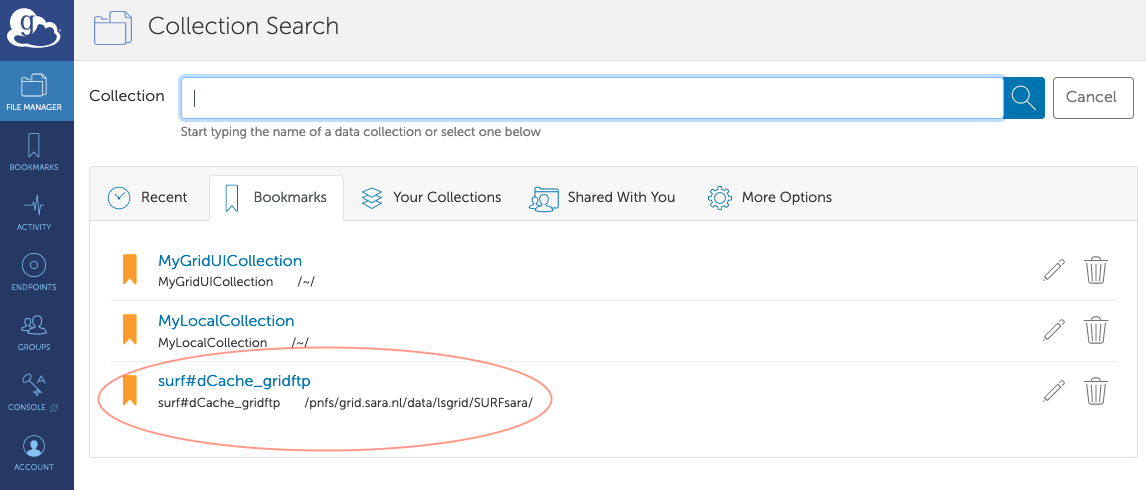 g
Collection Search
FILE MANAGER
BOOKMARKS
ACTIVITY
ENDPOINTS
GROUPS
CONSOLE
ACCOUNT
Collection
Cancel
Start typing the name of a data collection or select one below
Recent Bookmarks Your Collections Shared With You More Options
MyGridUICollection
MyGridUICollection /~/
MyLocalCollection
MyLocalCollection /~/
surf#dCache_gridftp
surf#dCache_gridftp /pnfs/grid.sara.nl/data/lsgrid/SURFsara/